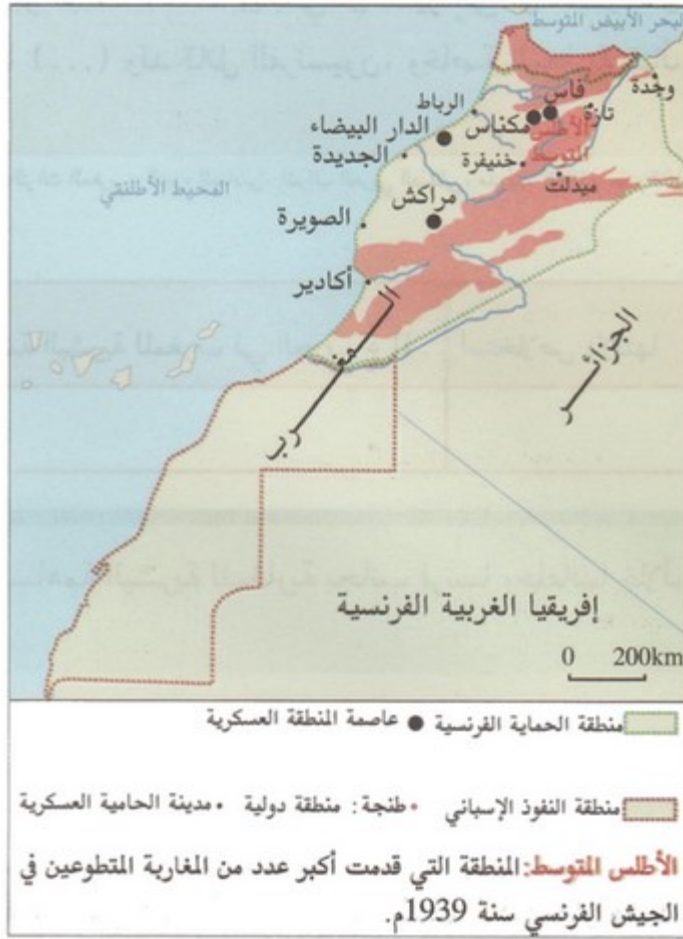 البحر الأبيض المتوسط
وجدة
فاس
تازة
الرباط
مكناس
الأطلس
المتوسط
الدار البيضاء
الجديدة
خنيفرة
ميدلت
المحيط الأطلنتي
مراكش
الصويرة
أكادير
المغرب
الجزائر
إفريقيا الغربية الفرنسية
0 200km
منطقة الحماية الفرنسية ● عاصمة المنطقة العسكرية
منطقة النفوذ الإسباني • طنجة: منطقة دولية • مدينة الحامية العسكرية
الأطلس المتوسط: المنطقة التي قدمت أكبر عدد من المغاربة المتطوعين في
الجيش الفرنسي سنة 1939م.